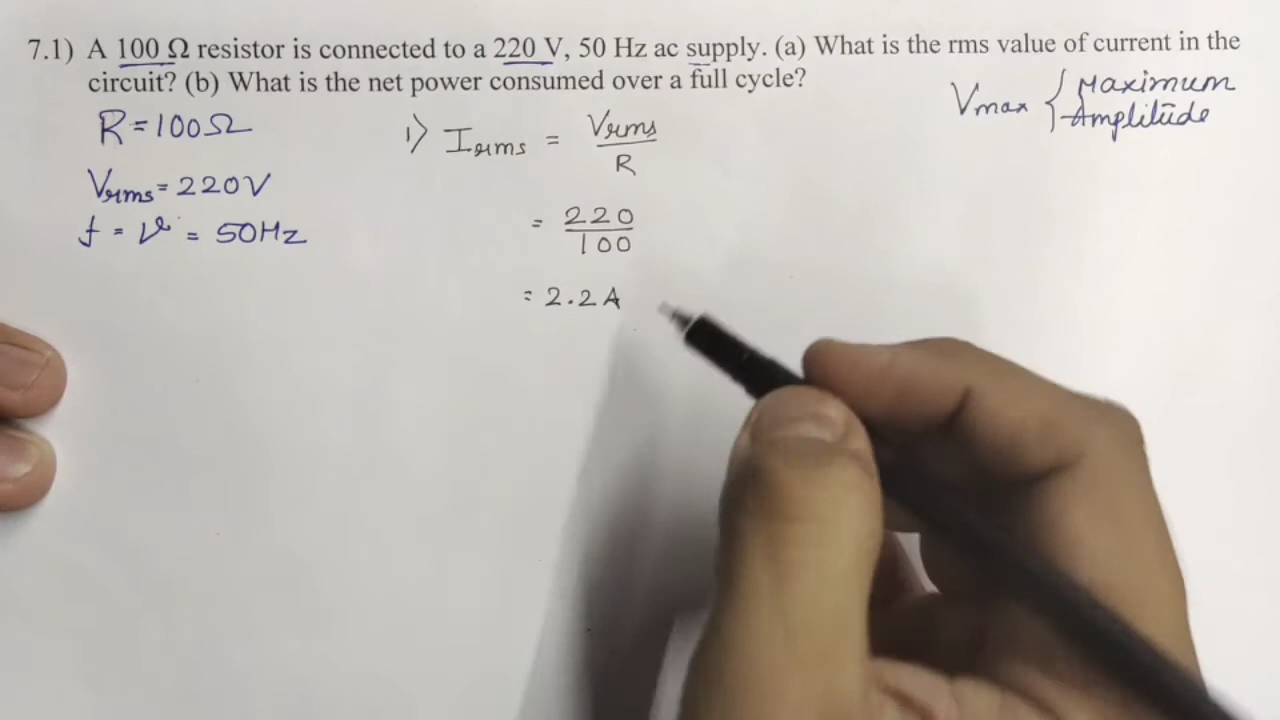 7.1) A 100 Ω resistor is connected to a 220 V, 50 Hz ac supply. (a) What is the rms value of current in the
circuit? (b) What is the net power consumed over a full cycle?
Vmax { Maximum
Amplitude
R = 100Ω
Vrms = 220V
f = ν = 50Hz
1) Irms = Vrms
R
= 220
100
= 2.2A